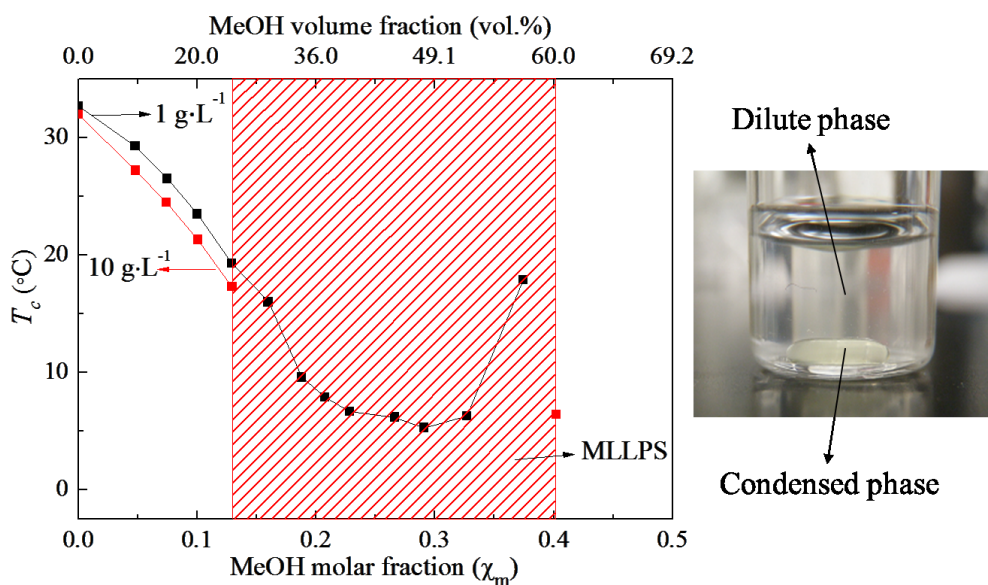 MeOH volume fraction (vol.%)
0.0 20.0 36.0 49.1 60.0 69.2
30
20
10
0
T_c (°C)
1 g·L⁻¹
10 g·L⁻¹
MLLPS
0.0 0.1 0.2 0.3 0.4 0.5
MeOH molar fraction (χₘ)
Dilute phase
Condensed phase